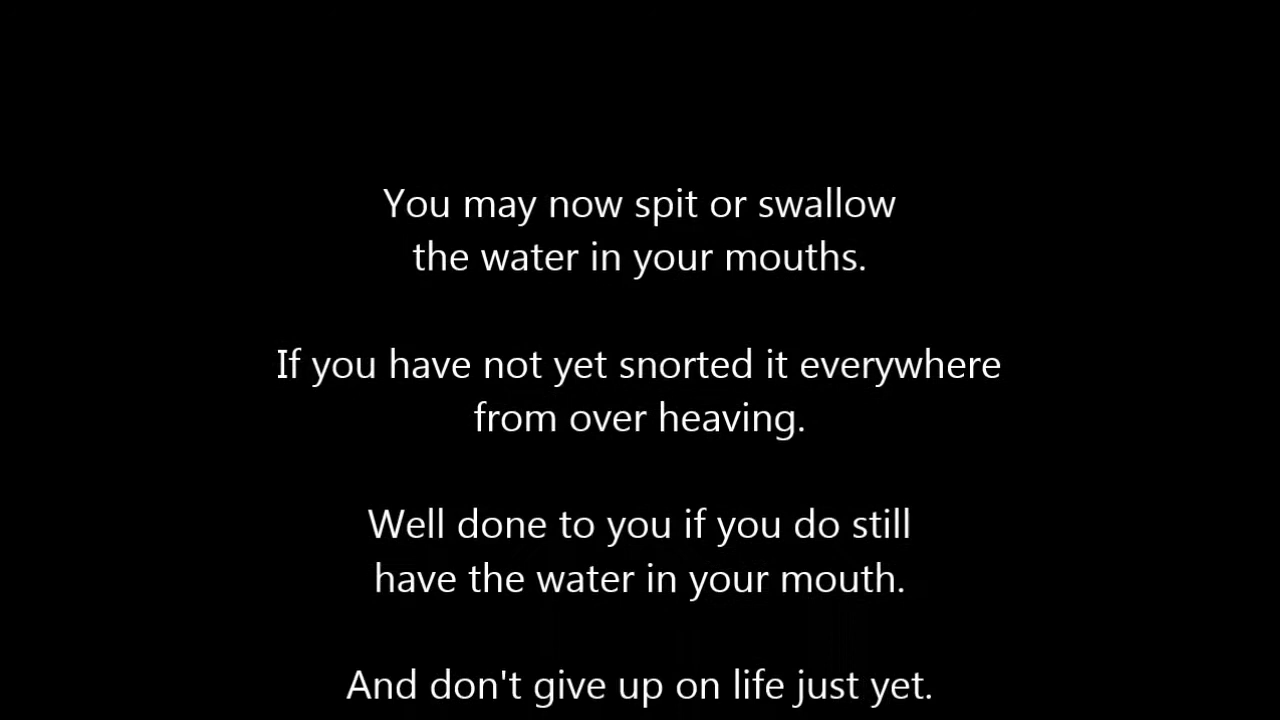 You may now spit or swallow
the water in your mouths.
If you have not yet snorted it everywhere
from over heaving.
Well done to you if you do still
have the water in your mouth.
And don't give up on life just yet.